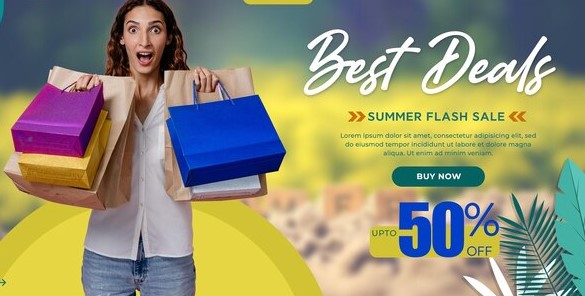 Best Deals
SUMMER FLASH SALE
Lorem ipsum dolor sit amet, consectetur adipisicing elit, sed
do eiusmod tempor incididunt ut labore et dolore magna
aliqua. Ut enim ad minim veniam.
BUY NOW
UPTO 50% OFF